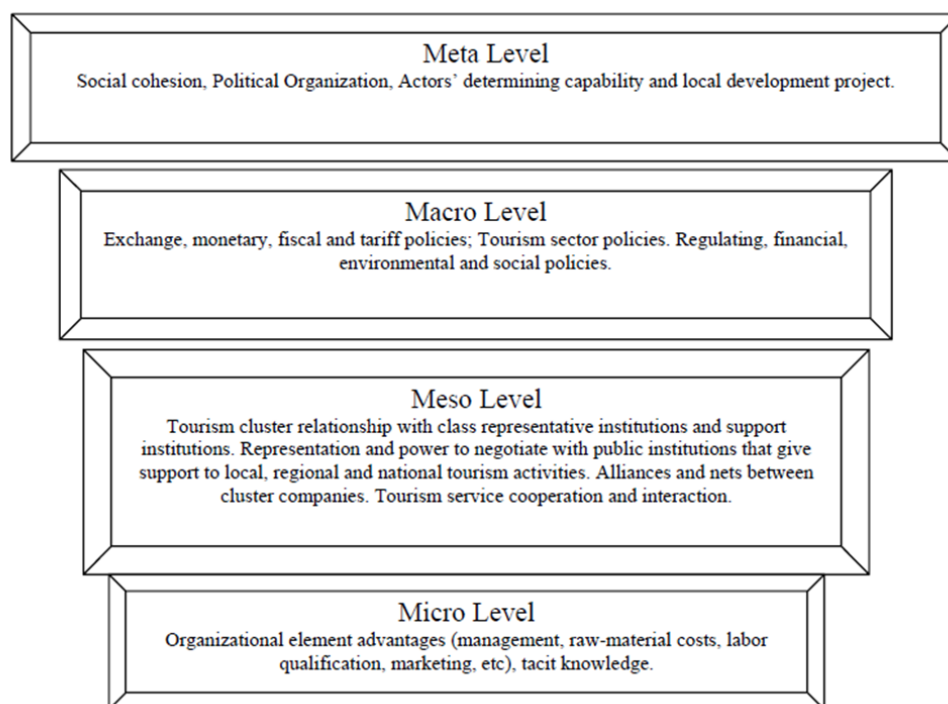 Meta Level
Social cohesion, Political Organization, Actors’ determining capability and local development project.
Macro Level
Exchange, monetary, fiscal and tariff policies; Tourism sector policies. Regulating, financial,
environmental and social policies.
Meso Level
Tourism cluster relationship with class representative institutions and support
institutions. Representation and power to negotiate with public institutions that give
support to local, regional and national tourism activities. Alliances and nets between
cluster companies. Tourism service cooperation and interaction.
Micro Level
Organizational element advantages (management, raw-material costs, labor
qualification, marketing, etc), tacit knowledge.